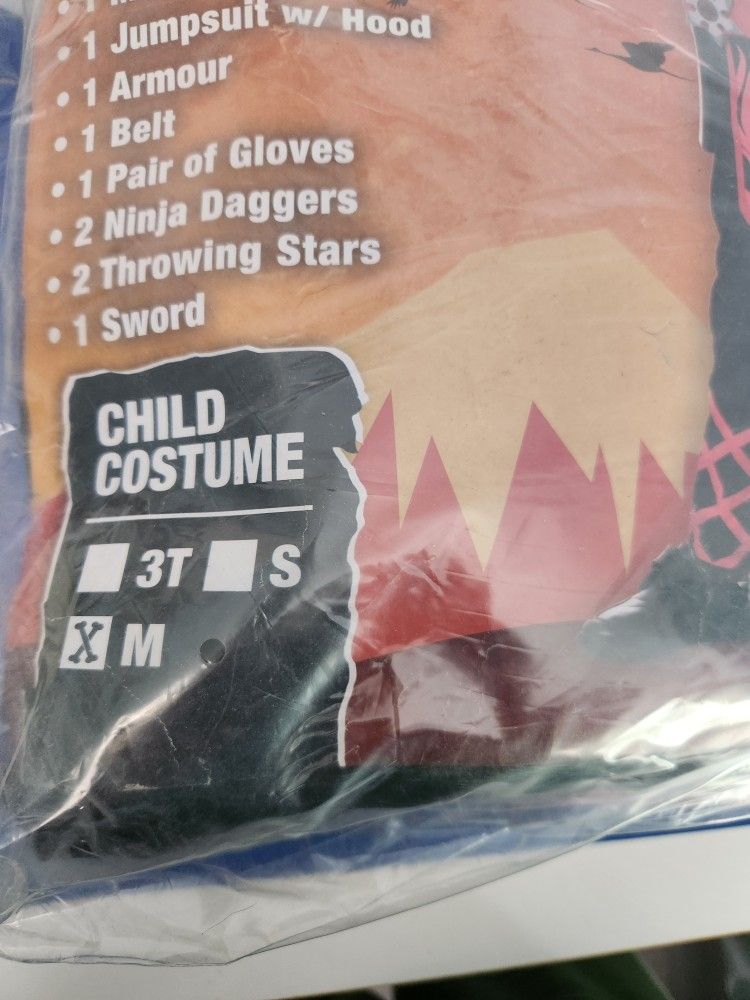 • 1
• 1 Jumpsuit w/ Hood
• 1 Armour
• 1 Belt
• 1 Pair of Gloves
• 2 Ninja Daggers
• 2 Throwing Stars
• 1 Sword
CHILD
COSTUME
3T S
X M